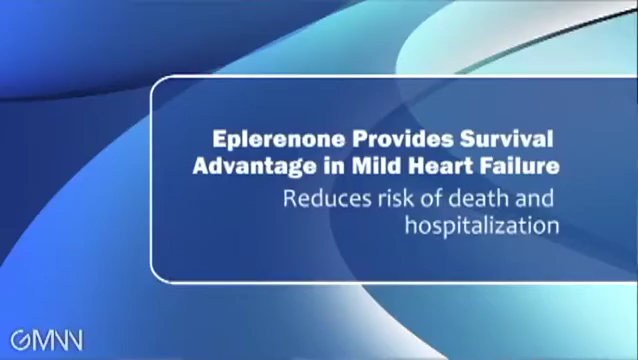 Eplerenone Provides Survival
Advantage in Mild Heart Failure
Reduces risk of death and
hospitalization
GMNN